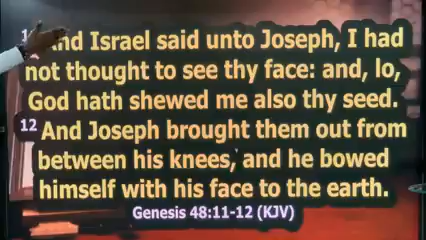 And Israel said unto Joseph, I had
not thought to see thy face: and, lo,
God hath shewed me also thy seed.
12 And Joseph brought them out from
between his knees, and he bowed
himself with his face to the earth.
Genesis 48:11-12 (KJV)